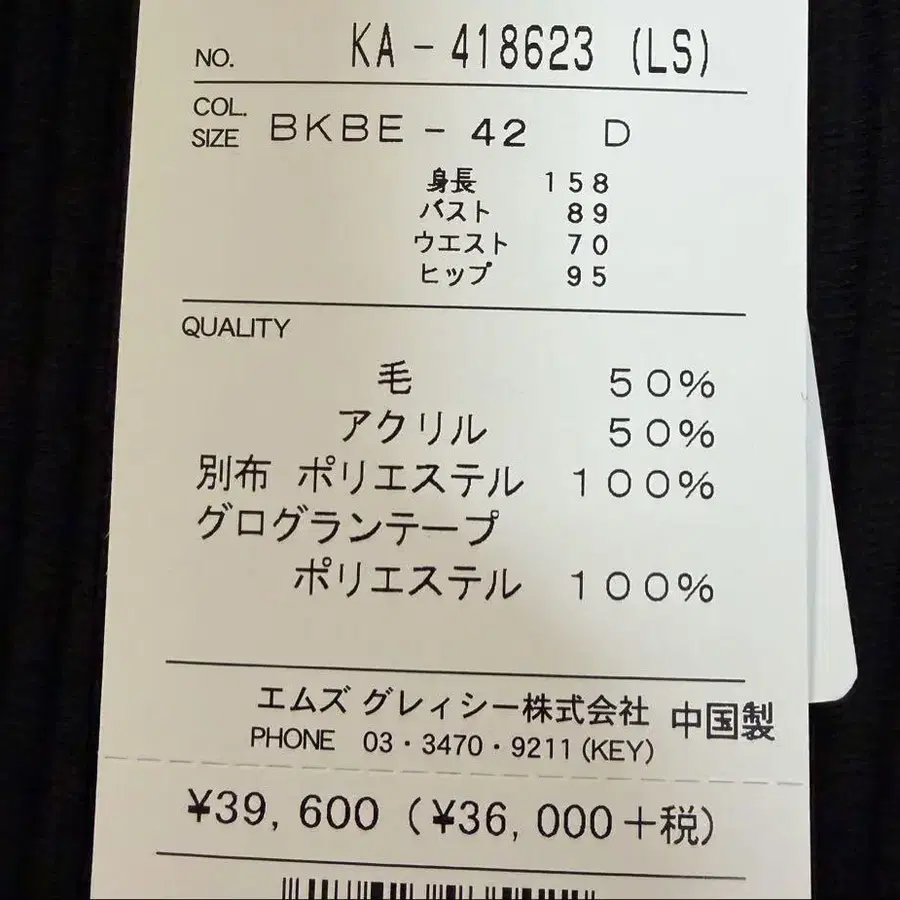 NO. KA-418623 (LS)
COL.
SIZE BKBE-42 D
身長 158
バスト 89
ウエスト 70
ヒップ 95
QUALITY
毛 50%
アクリル 50%
別布 ポリエステル 100%
グログランテープ
ポリエステル 100%
エムズ グレィシー株式会社 中国製
PHONE 03・3470・9211 (KEY)
¥39,600 (¥36,000+税)